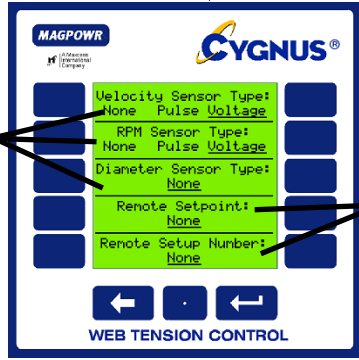 MAGPOWR
CYGNUS®
A Maxcess
International
Company
Velocity Sensor Type:
None Pulse Voltage
RPM Sensor Type:
None Pulse Voltage
Diameter Sensor Type:
None
Remote Setpoint:
None
Remote Setup Number:
None
WEB TENSION CONTROL